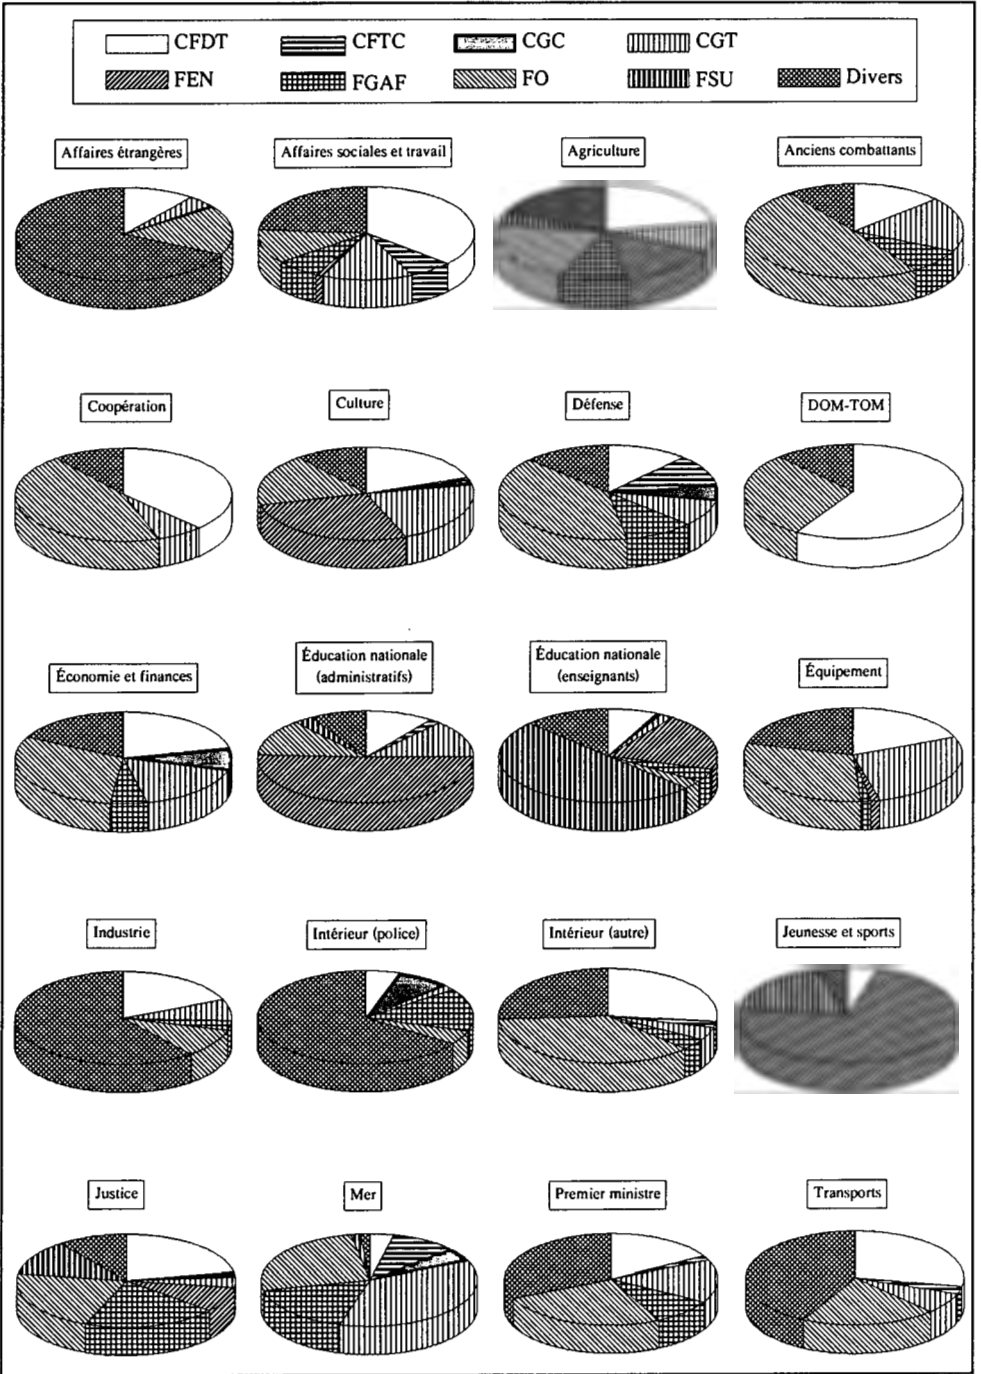 CFDT CFTC CGC CGT
FEN FGAF FO FSU Divers
Affaires étrangères Affaires sociales et travail Agriculture Anciens combattants
Coopération Culture Défense DOM-TOM
Économie et finances Éducation nationale (administratifs) Éducation nationale (enseignants) Équipement
Industrie Intérieur (police) Intérieur (autre) Jeunesse et sports
Justice Mer Premier ministre Transports